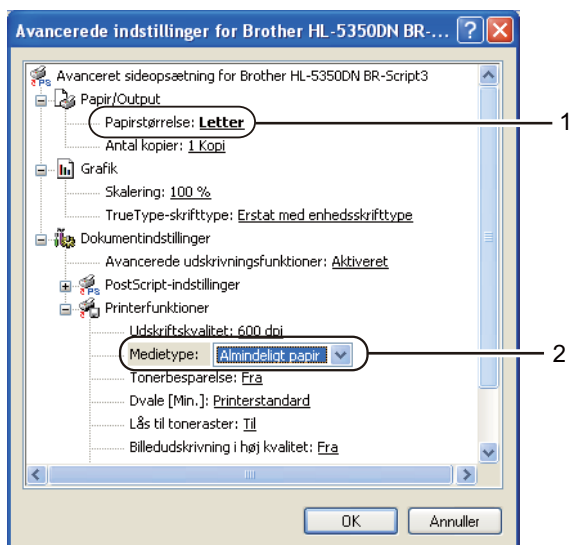 Avancerede indstillinger for Brother HL-5350DN BR-...
Avanceret sideopsætning for Brother HL-5350DN BR-Script3
Papir/Output
Papirstørrelse: Letter
1
Antal kopier: 1 Kopi
Grafik
Skalering: 100 %
TrueType-skrifttype: Erstat med enhedsskrifttype
Dokumentindstillinger
Avancerede udskrivningsfunktioner: Aktiveret
PostScript-indstillinger
Printerfunktioner
Udskriftskvalitet: 600 dpi
Medietype: Almindeligt papir
2
Tonerbesparelse: Fra
Dvale [Min.]: Printerstandard
Lås til toneraster: Til
Billedudskrivning i høj kvalitet: Fra
OK Annuller